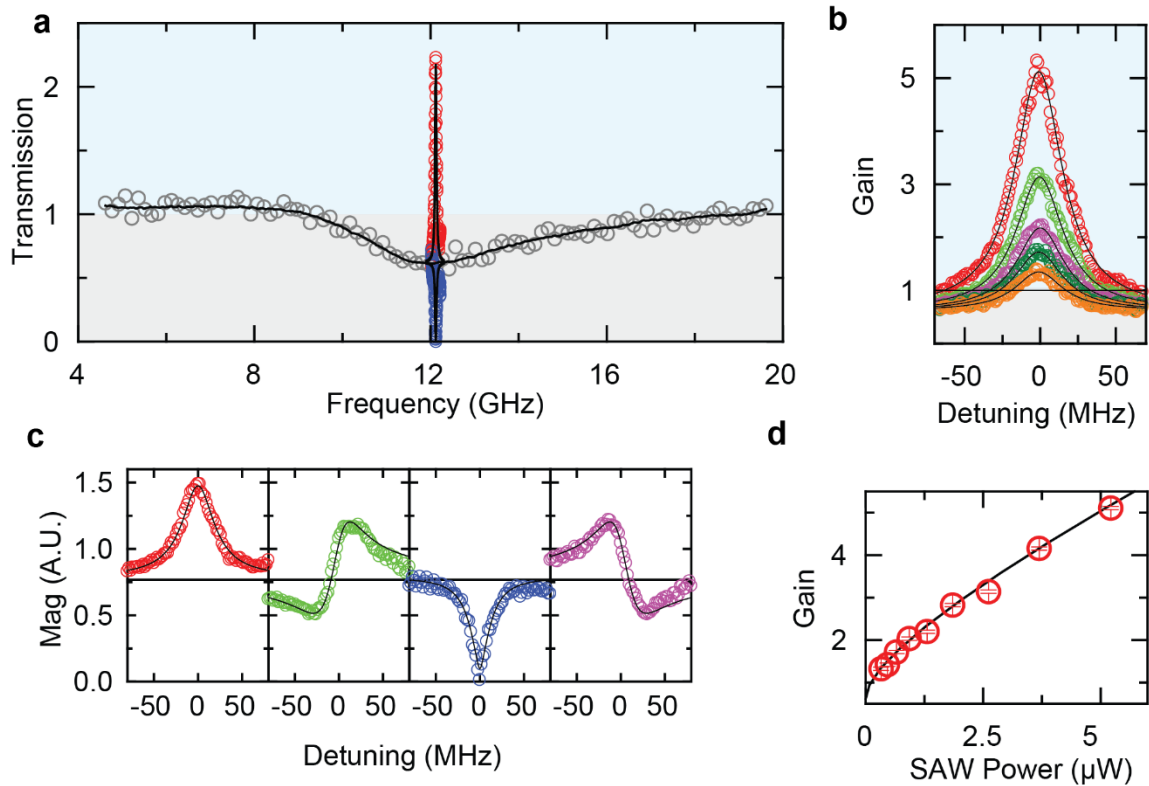 a
Transmission
2
1
0
4
8
12
16
20
Frequency (GHz)
b
Gain
5
3
1
-50
0
50
Detuning (MHz)
c
Mag (A.U.)
1.5
1.0
0.5
0.0
-50 0 50 -50 0 50 -50 0 50 -50 0 50
Detuning (MHz)
d
Gain
4
2
0
2.5
5
SAW Power (µW)